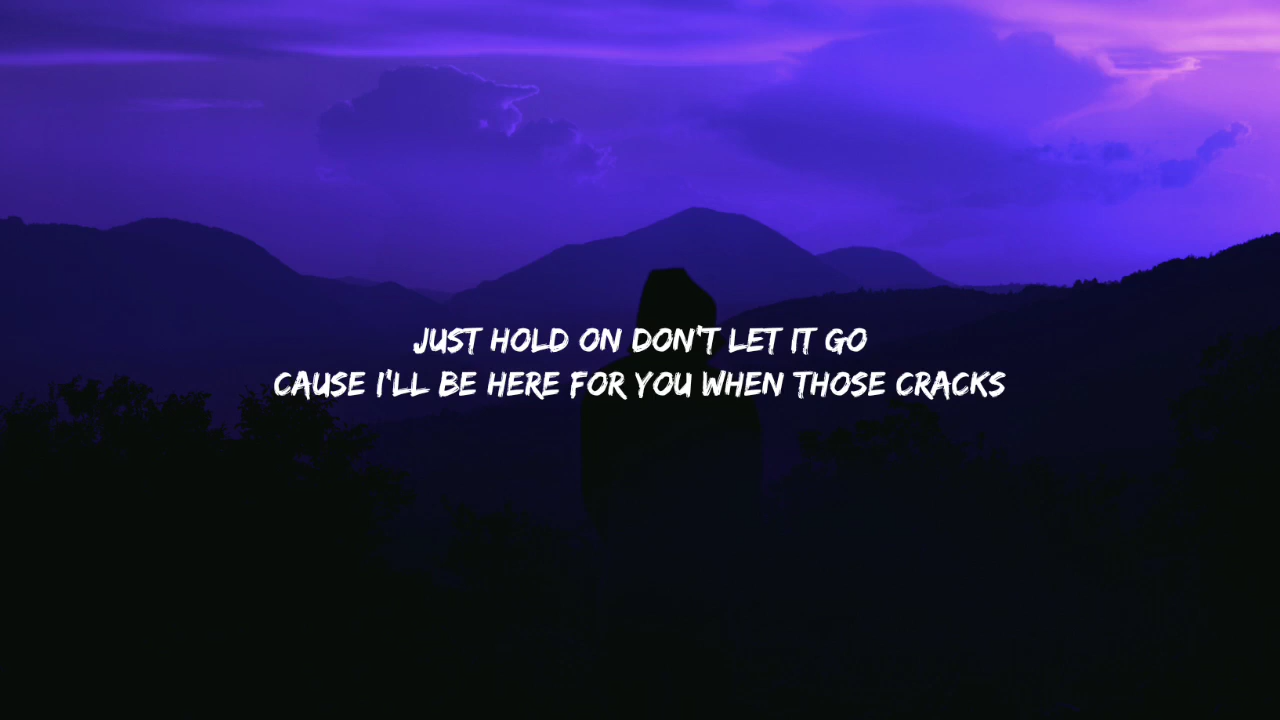 JUST HOLD ON DON'T LET IT GO
CAUSE I'LL BE HERE FOR YOU WHEN THOSE CRACKS